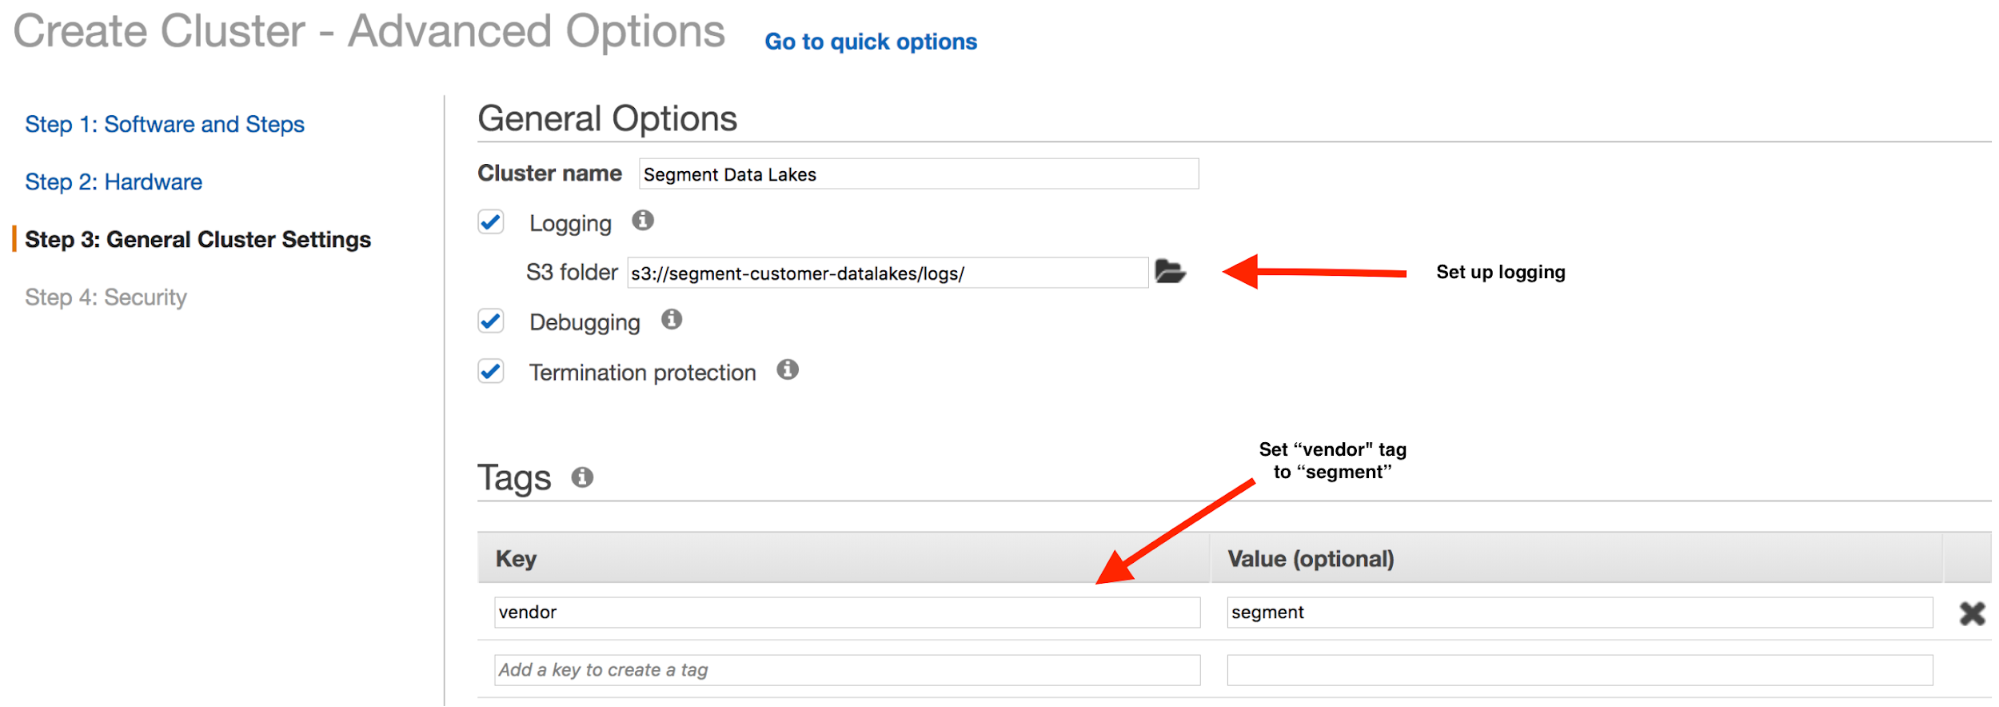 Create Cluster - Advanced Options
Go to quick options
Step 1: Software and Steps
Step 2: Hardware
Step 3: General Cluster Settings
Step 4: Security
General Options
Cluster name Segment Data Lakes
Logging
S3 folder s3://segment-customer-datalakes/logs/
Set up logging
Debugging
Termination protection
Set “vendor" tag
to “segment”
Tags
Key Value (optional)
vendor segment
Add a key to create a tag